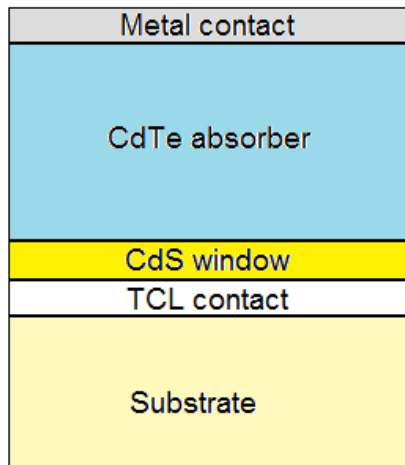 Metal contact
CdTe absorber
CdS window
TCL contact
Substrate